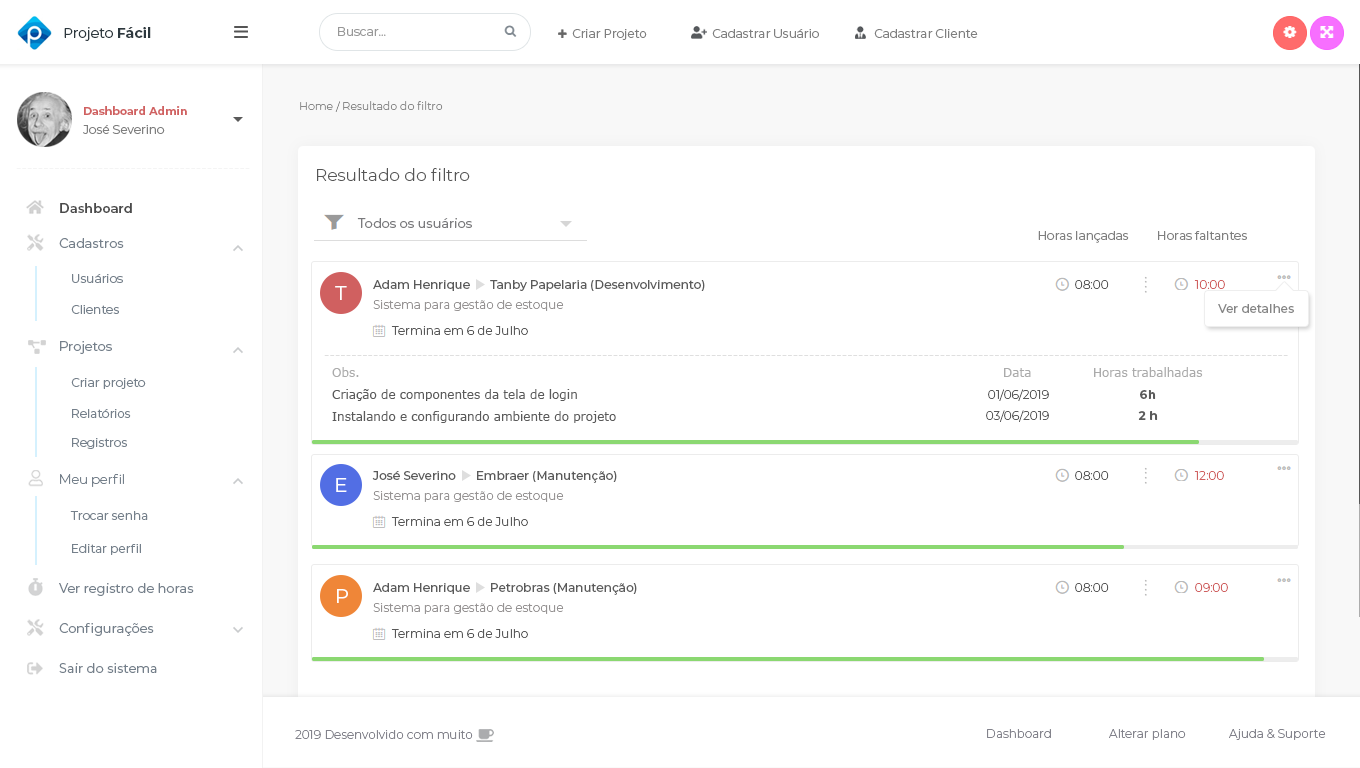 Projeto Fácil
Buscar...
Criar Projeto
Cadastrar Usuário
Cadastrar Cliente
Dashboard Admin
José Severino
Dashboard
Cadastros
Usuários
Clientes
Projetos
Criar projeto
Relatórios
Registros
Meu perfil
Trocar senha
Editar perfil
Ver registro de horas
Configurações
Sair do sistema
Home / Resultado do filtro
Resultado do filtro
Todos os usuários
Horas lançadas Horas faltantes
T
Adam Henrique Tanby Papelaria (Desenvolvimento) 08:00 10:00
Sistema para gestão de estoque
Ver detalhes
Termina em 6 de Julho
Obs. Data Horas trabalhadas
Criação de componentes da tela de login 01/06/2019 6h
Instalando e configurando ambiente do projeto 03/06/2019 2 h
E
José Severino Embraer (Manutenção) 08:00 12:00
Sistema para gestão de estoque
Termina em 6 de Julho
P
Adam Henrique Petrobras (Manutenção) 08:00 09:00
Sistema para gestão de estoque
Termina em 6 de Julho
2019 Desenvolvido com muito
Dashboard
Alterar plano
Ajuda & Suporte